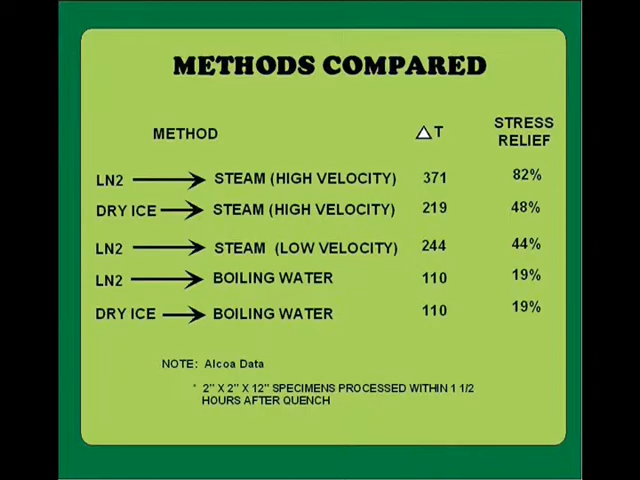 METHODS COMPARED
METHOD △T STRESS RELIEF
LN2 → STEAM (HIGH VELOCITY) 371 82%
DRY ICE → STEAM (HIGH VELOCITY) 219 48%
LN2 → STEAM (LOW VELOCITY) 244 44%
LN2 → BOILING WATER 110 19%
DRY ICE → BOILING WATER 110 19%
NOTE: Alcoa Data
* 2" X 2" X 12" SPECIMENS PROCESSED WITHIN 1 1/2
HOURS AFTER QUENCH